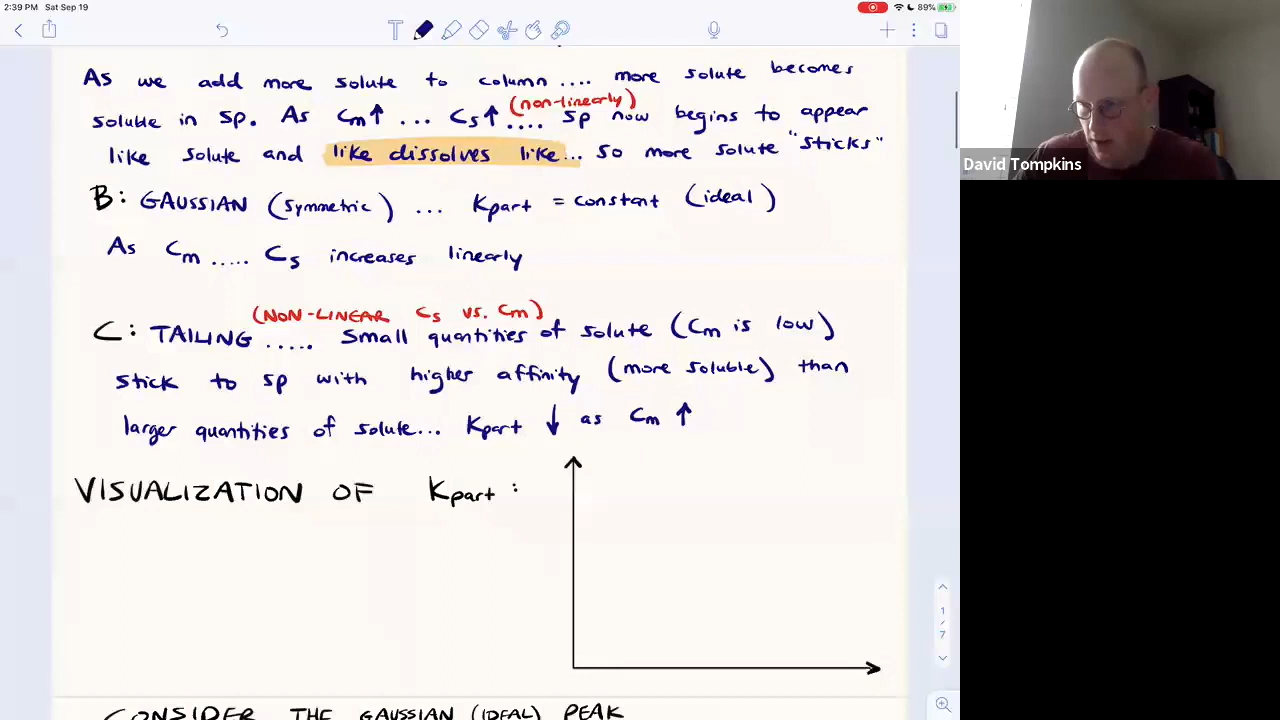 2:39 PM Sat Sep 19
89%
As we add more solute to column .... more solute becomes
(non-linearly)
soluble in sp. As Cm↑ ... Cs↑ .... sp now begins to appear
like solute and like dissolves like... so more solute "sticks"
B: GAUSSIAN (symmetric) ... Kpart = constant (ideal)
As Cm ..... Cs increases linearly
(NON-LINEAR Cs vs. Cm)
C: TAILING ..... Small quantities of solute (Cm is low)
stick to sp with higher affinity (more soluble) than
larger quantities of solute... Kpart ↓ as Cm ↑
VISUALIZATION OF Kpart :
CONSIDER THE GAUSSIAN (IDEAL) PEAK
1
/
7
David Tompkins